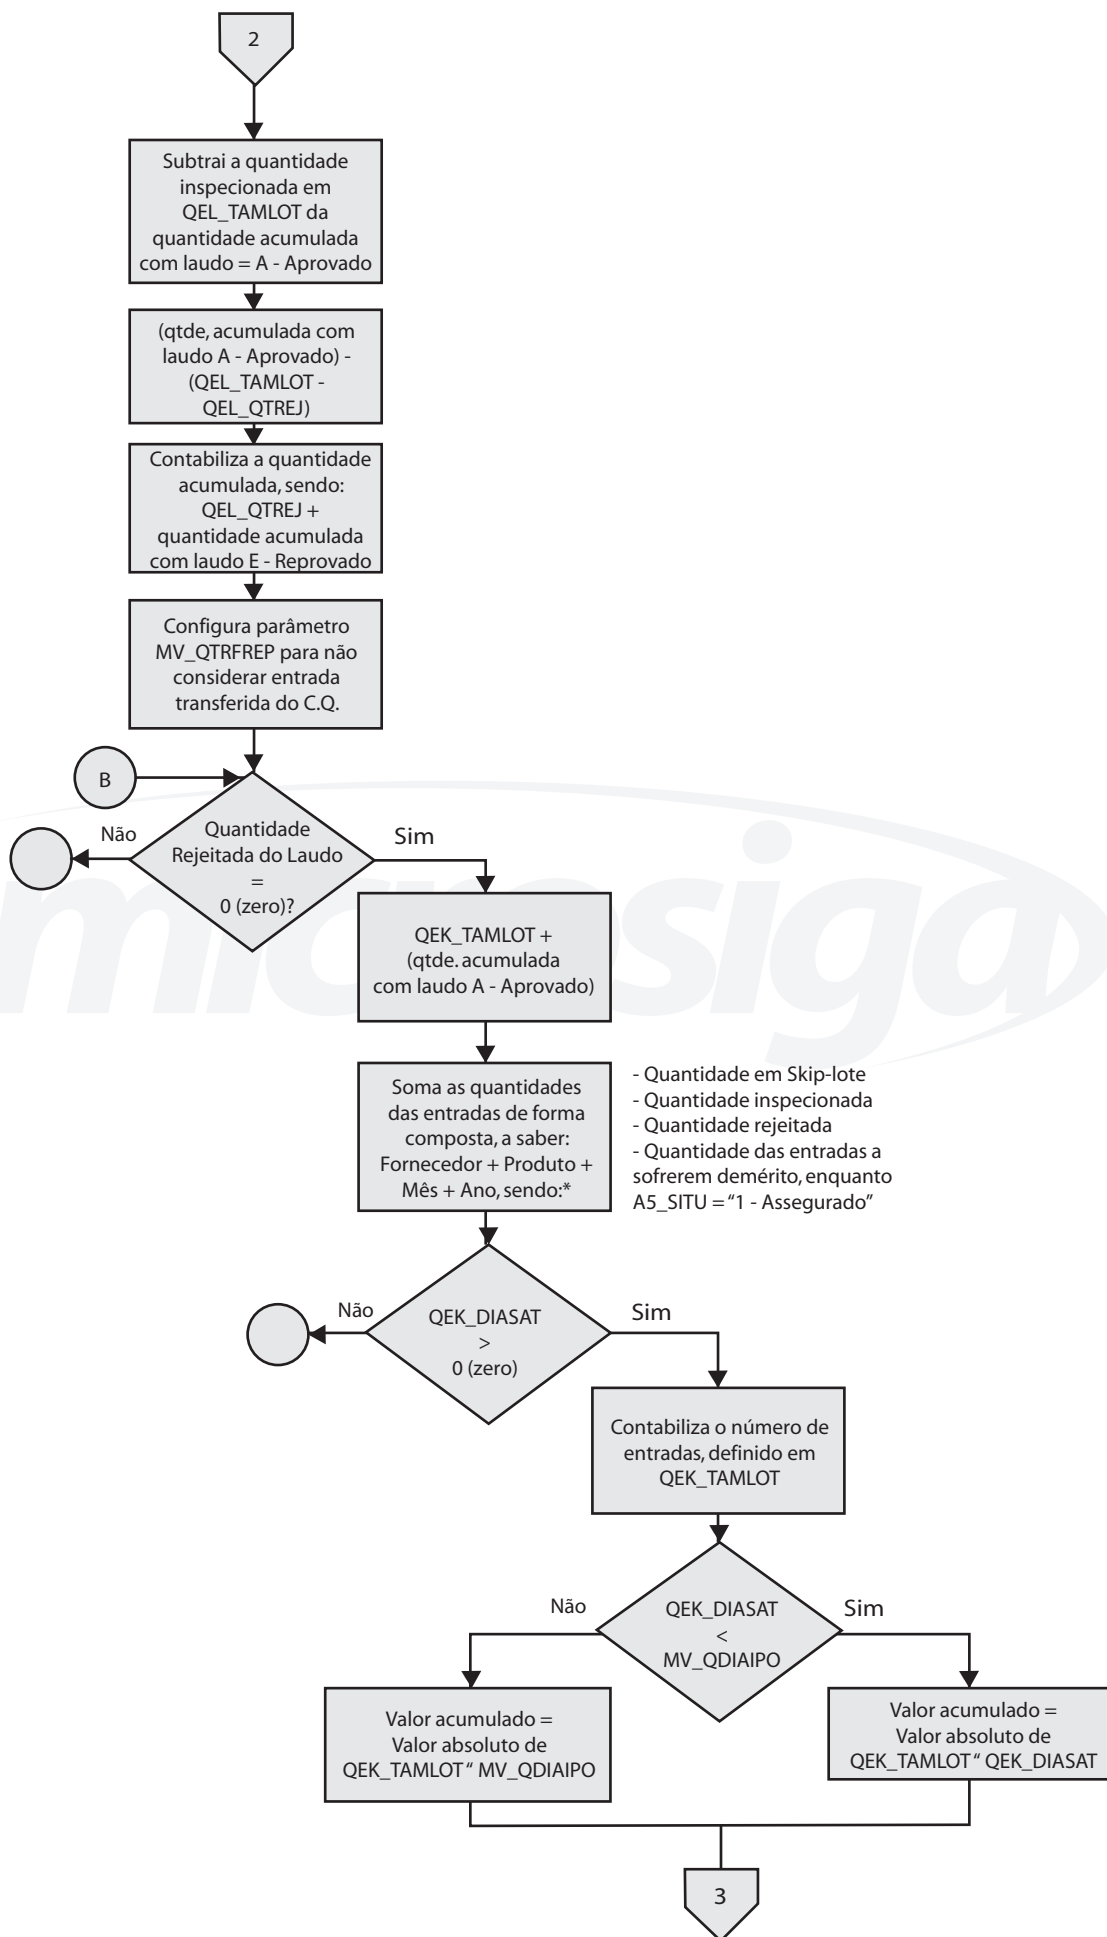 2
Subtrai a quantidade
inspecionada em
QEL_TAMLOT da
quantidade acumulada
com laudo = A - Aprovado
(qtde, acumulada com
laudo A - Aprovado) -
(QEL_TAMLOT -
QEL_QTREJ)
Contabiliza a quantidade
acumulada, sendo:
QEL_QTREJ +
quantidade acumulada
com laudo E - Reprovado
Configura parâmetro
MV_QTRFREP para não
considerar entrada
transferida do C.Q.
B
Não
Quantidade
Rejeitada do Laudo
=
0 (zero)?
Sim
microsiga
QEK_TAMLOT +
(qtde. acumulada
com laudo A - Aprovado)
Soma as quantidades
das entradas de forma
composta, a saber:
Fornecedor + Produto +
Mês + Ano, sendo:*
- Quantidade em Skip-lote
- Quantidade inspecionada
- Quantidade rejeitada
- Quantidade das entradas a
sofrerem demérito, enquanto
A5_SITU = “1 - Assegurado”
Não
QEK_DIASAT
>
0 (zero)
Sim
Contabiliza o número de
entradas, definido em
QEK_TAMLOT
Não
QEK_DIASAT
<
MV_QDIAIPO
Sim
Valor acumulado =
Valor absoluto de
QEK_TAMLOT “ MV_QDIAIPO
Valor acumulado =
Valor absoluto de
QEK_TAMLOT “ QEK_DIASAT
3